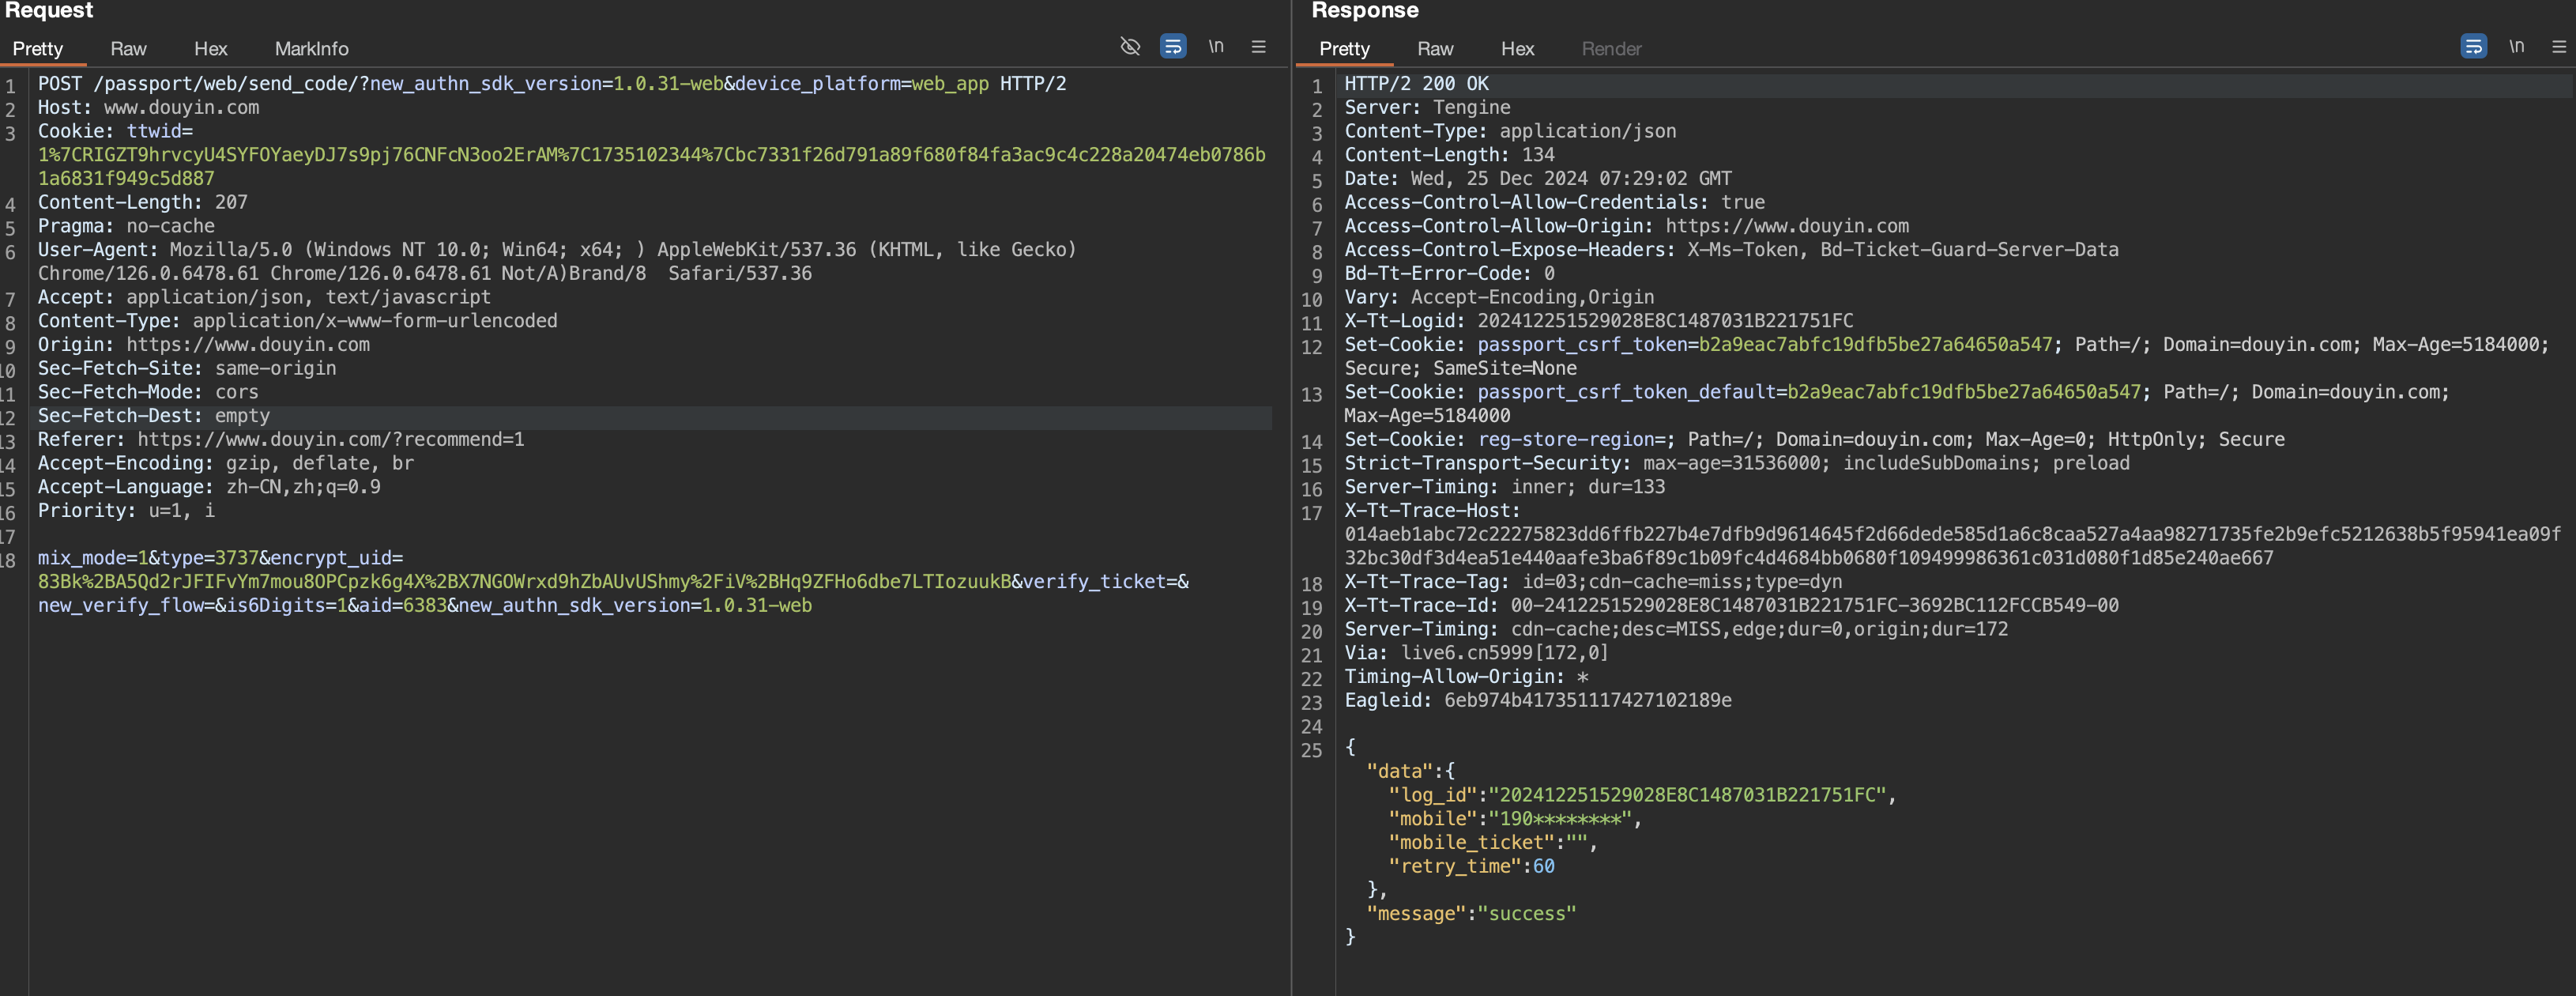 Request
Pretty Raw Hex MarkInfo \n
1 POST /passport/web/send_code/?new_authn_sdk_version=1.0.31-web&device_platform=web_app HTTP/2
2 Host: www.douyin.com
3 Cookie: ttwid=
1%7CRIGZT9hrvcyU4SYFOYaeyDJ7s9pj76CNFcN3oo2ErAM%7C1735102344%7Cbc7331f26d791a89f680f84fa3ac9c4c228a20474eb0786b
1a6831f949c5d887
4 Content-Length: 207
5 Pragma: no-cache
6 User-Agent: Mozilla/5.0 (Windows NT 10.0; Win64; x64; ) AppleWebKit/537.36 (KHTML, like Gecko)
Chrome/126.0.6478.61 Chrome/126.0.6478.61 Not/A)Brand/8  Safari/537.36
7 Accept: application/json, text/javascript
8 Content-Type: application/x-www-form-urlencoded
9 Origin: https://www.douyin.com
10 Sec-Fetch-Site: same-origin
11 Sec-Fetch-Mode: cors
12 Sec-Fetch-Dest: empty
13 Referer: https://www.douyin.com/?recommend=1
14 Accept-Encoding: gzip, deflate, br
15 Accept-Language: zh-CN,zh;q=0.9
16 Priority: u=1, i
17
18 mix_mode=1&type=3737&encrypt_uid=
83Bk%2BA5Qd2rJFIFvYm7mou8OPCpzk6g4X%2BX7NGOWrxd9hZbAUvUShmy%2FiV%2BHq9ZFHo6dbe7LTIozuukB&verify_ticket=&
new_verify_flow=&is6Digits=1&aid=6383&new_authn_sdk_version=1.0.31-web
Response
Pretty Raw Hex Render \n
1 HTTP/2 200 OK
2 Server: Tengine
3 Content-Type: application/json
4 Content-Length: 134
5 Date: Wed, 25 Dec 2024 07:29:02 GMT
6 Access-Control-Allow-Credentials: true
7 Access-Control-Allow-Origin: https://www.douyin.com
8 Access-Control-Expose-Headers: X-Ms-Token, Bd-Ticket-Guard-Server-Data
9 Bd-Tt-Error-Code: 0
10 Vary: Accept-Encoding,Origin
11 X-Tt-Logid: 202412251529028E8C1487031B221751FC
12 Set-Cookie: passport_csrf_token=b2a9eac7abfc19dfb5be27a64650a547; Path=/; Domain=douyin.com; Max-Age=5184000;
Secure; SameSite=None
13 Set-Cookie: passport_csrf_token_default=b2a9eac7abfc19dfb5be27a64650a547; Path=/; Domain=douyin.com;
Max-Age=5184000
14 Set-Cookie: reg-store-region=; Path=/; Domain=douyin.com; Max-Age=0; HttpOnly; Secure
15 Strict-Transport-Security: max-age=31536000; includeSubDomains; preload
16 Server-Timing: inner; dur=133
17 X-Tt-Trace-Host:
014aeb1abc72c22275823dd6ffb227b4e7dfb9d9614645f2d66dede585d1a6c8caa527a4aa98271735fe2b9efc5212638b5f95941ea09f
32bc30df3d4ea51e440aafe3ba6f89c1b09fc4d4684bb0680f109499986361c031d080f1d85e240ae667
18 X-Tt-Trace-Tag: id=03;cdn-cache=miss;type=dyn
19 X-Tt-Trace-Id: 00-2412251529028E8C1487031B221751FC-3692BC112FCCB549-00
20 Server-Timing: cdn-cache;desc=MISS,edge;dur=0,origin;dur=172
21 Via: live6.cn5999[172,0]
22 Timing-Allow-Origin: *
23 Eagleid: 6eb974b417351117427102189e
24
25 {
"data":{
"log_id":"202412251529028E8C1487031B221751FC",
"mobile":"190********",
"mobile_ticket":"",
"retry_time":60
},
"message":"success"
}